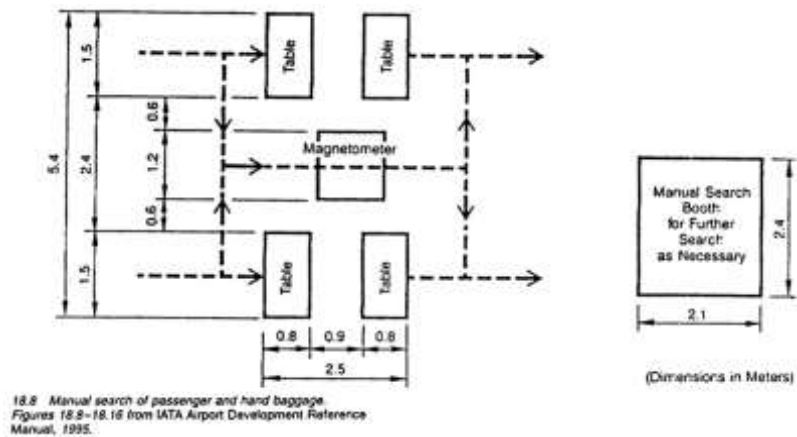 1.5
Table
Table
0.6
Magnetometer
5.4
2.4
1.2
0.6
1.5
Table
Table
0.8
0.9
0.8
2.5
Manual Search
Booth
for Further
Search
as Necessary
2.4
2.1
(Dimensions in Meters)
18.8 Manual search of passenger and hand baggage.
Figures 18.8–18.16 from IATA Airport Development Reference
Manual, 1995.